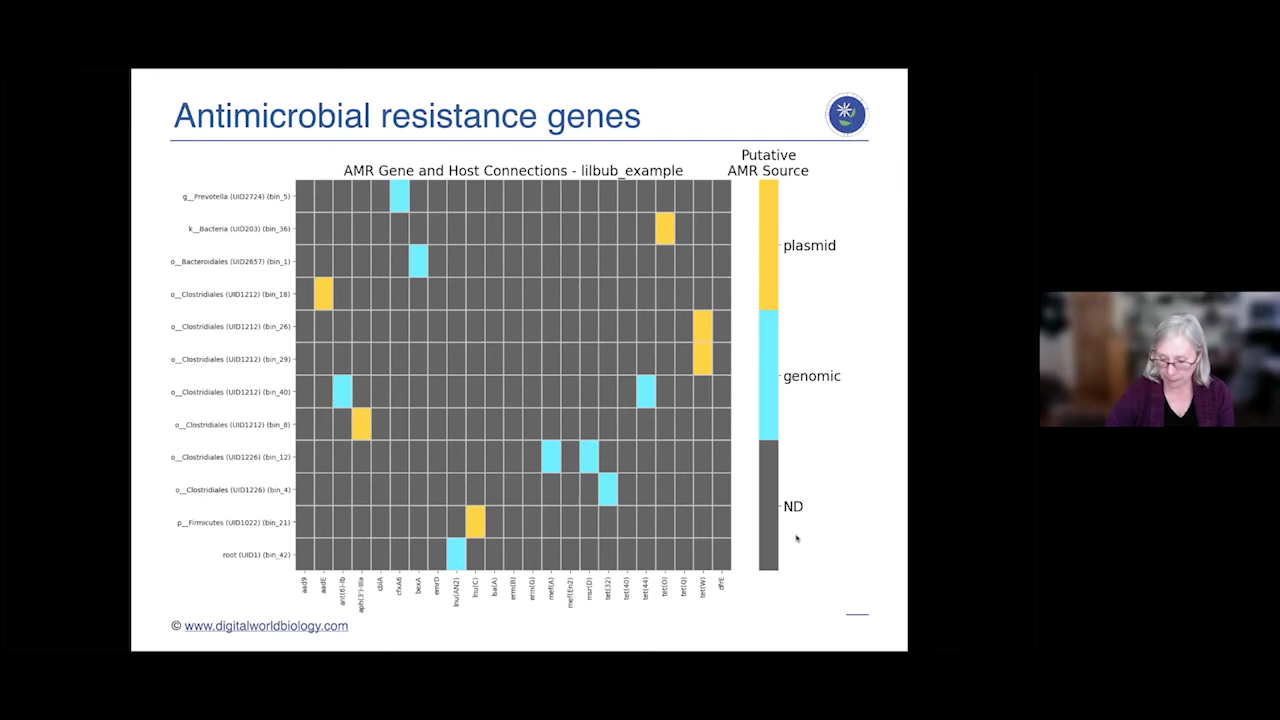 Antimicrobial resistance genes
AMR Gene and Host Connections - lilbub_example
Putative
AMR Source
g__Prevotella (UID2724) (bin_5)
k__Bacteria (UID203) (bin_36)
o__Bacteroidales (UID2657) (bin_1)
o__Clostridiales (UID1212) (bin_18)
o__Clostridiales (UID1212) (bin_26)
o__Clostridiales (UID1212) (bin_29)
o__Clostridiales (UID1212) (bin_40)
o__Clostridiales (UID1212) (bin_8)
o__Clostridiales (UID1226) (bin_12)
o__Clostridiales (UID1226) (bin_4)
p__Firmicutes (UID1022) (bin_21)
root (UID1) (bin_42)
plasmid
genomic
ND
aad9
aadE
ant(6)-Ib
aph(3')-IIIa
cblA
cfxA6
bexA
emrD
lnu(AN2)
lnu(C)
lsa(A)
erm(B)
erm(G)
mef(A)
mef(En2)
msr(D)
tet(32)
tet(40)
tet(44)
tet(O)
tet(Q)
tet(W)
dfrE
© www.digitalworldbiology.com